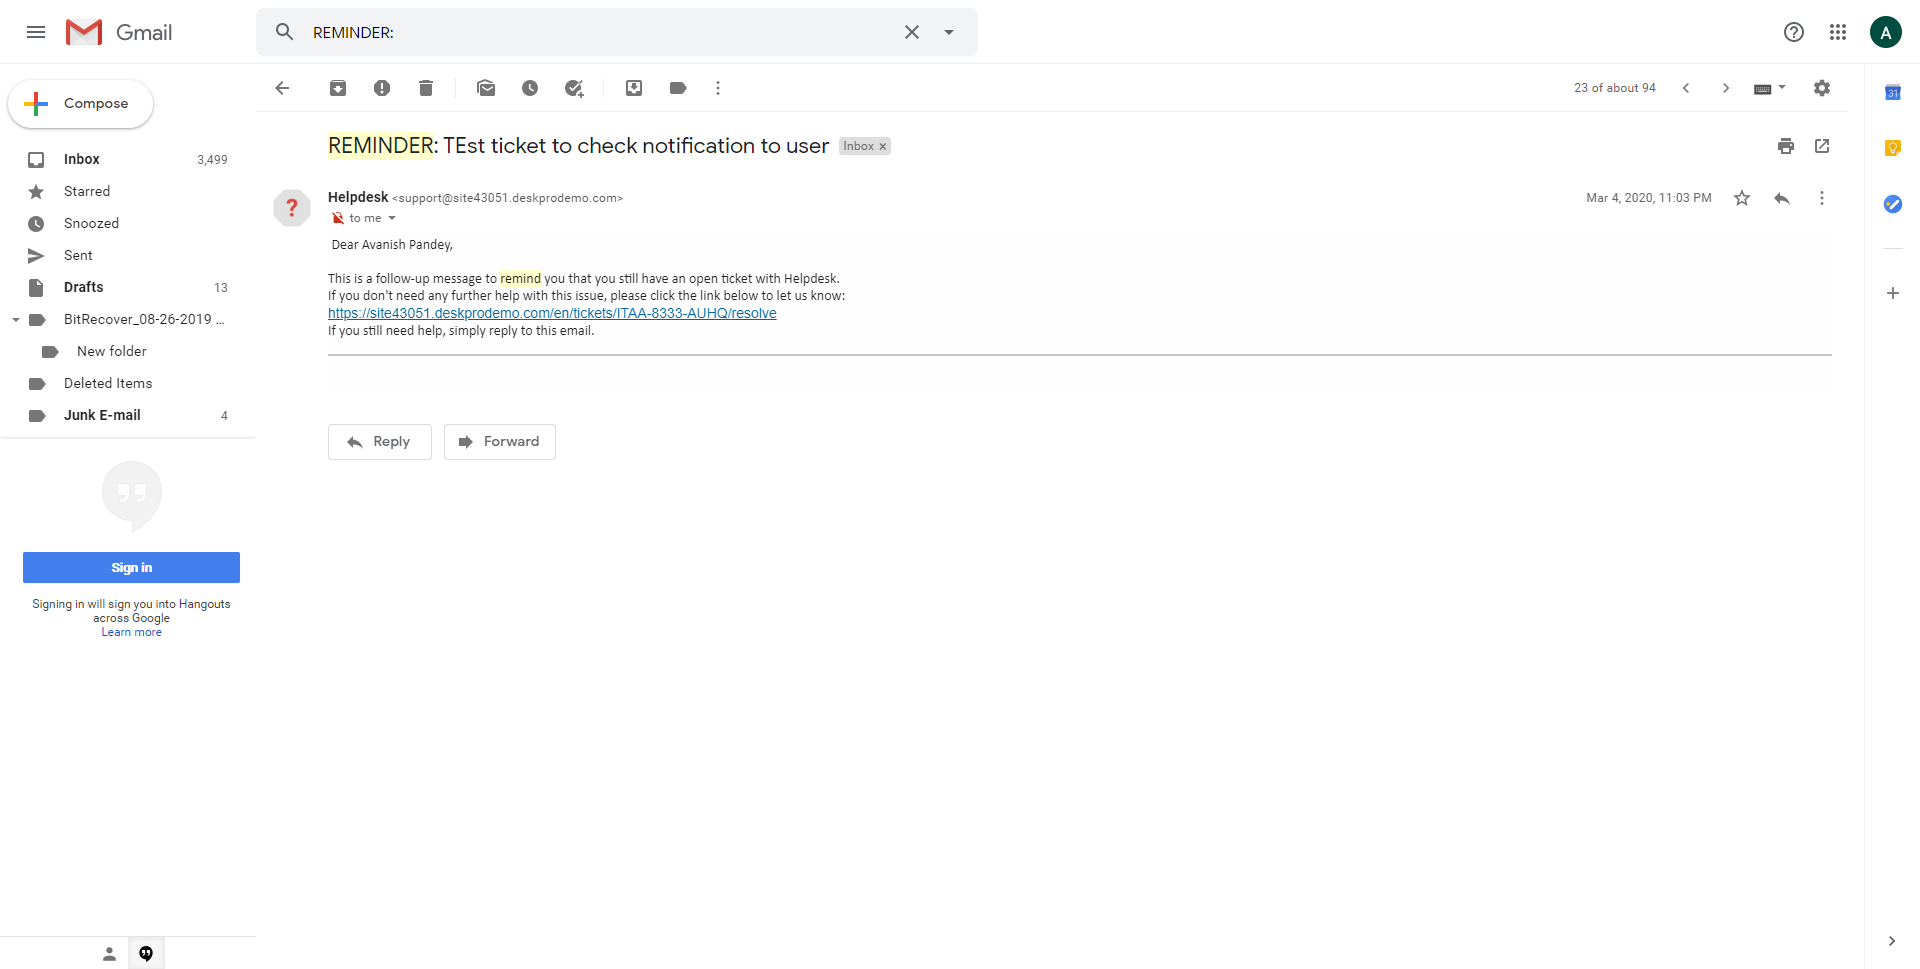 Gmail
REMINDER:
A
Compose
23 of about 94
31
Inbox 3,499
Starred
Snoozed
Sent
Drafts 13
BitRecover_08-26-2019 ...
New folder
Deleted Items
Junk E-mail 4
REMINDER: TEst ticket to check notification to user Inbox x
?
Helpdesk <support@site43051.deskprodemo.com>
Mar 4, 2020, 11:03 PM
to me
Dear Avanish Pandey,
This is a follow-up message to remind you that you still have an open ticket with Helpdesk.
If you don't need any further help with this issue, please click the link below to let us know:
https://site43051.deskprodemo.com/en/tickets/ITAA-8333-AUHQ/resolve
If you still need help, simply reply to this email.
Reply
Forward
Sign in
Signing in will sign you into Hangouts
across Google
Learn more